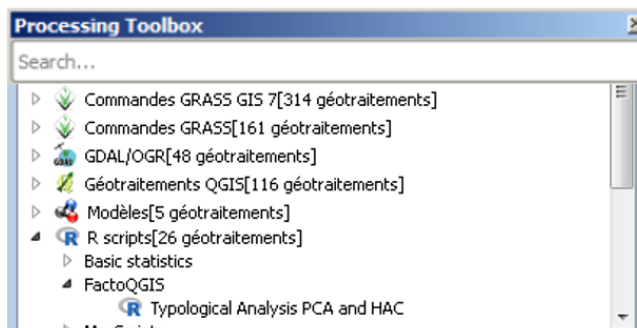 Processing Toolbox
Search...
Commandes GRASS GIS 7[314 géotraitements]
Commandes GRASS[161 géotraitements]
GDAL/OGR[48 géotraitements]
Géotraitements QGIS[116 géotraitements]
Modèles[5 géotraitements]
R scripts[26 géotraitements]
Basic statistics
FactoQGIS
Typological Analysis PCA and HAC